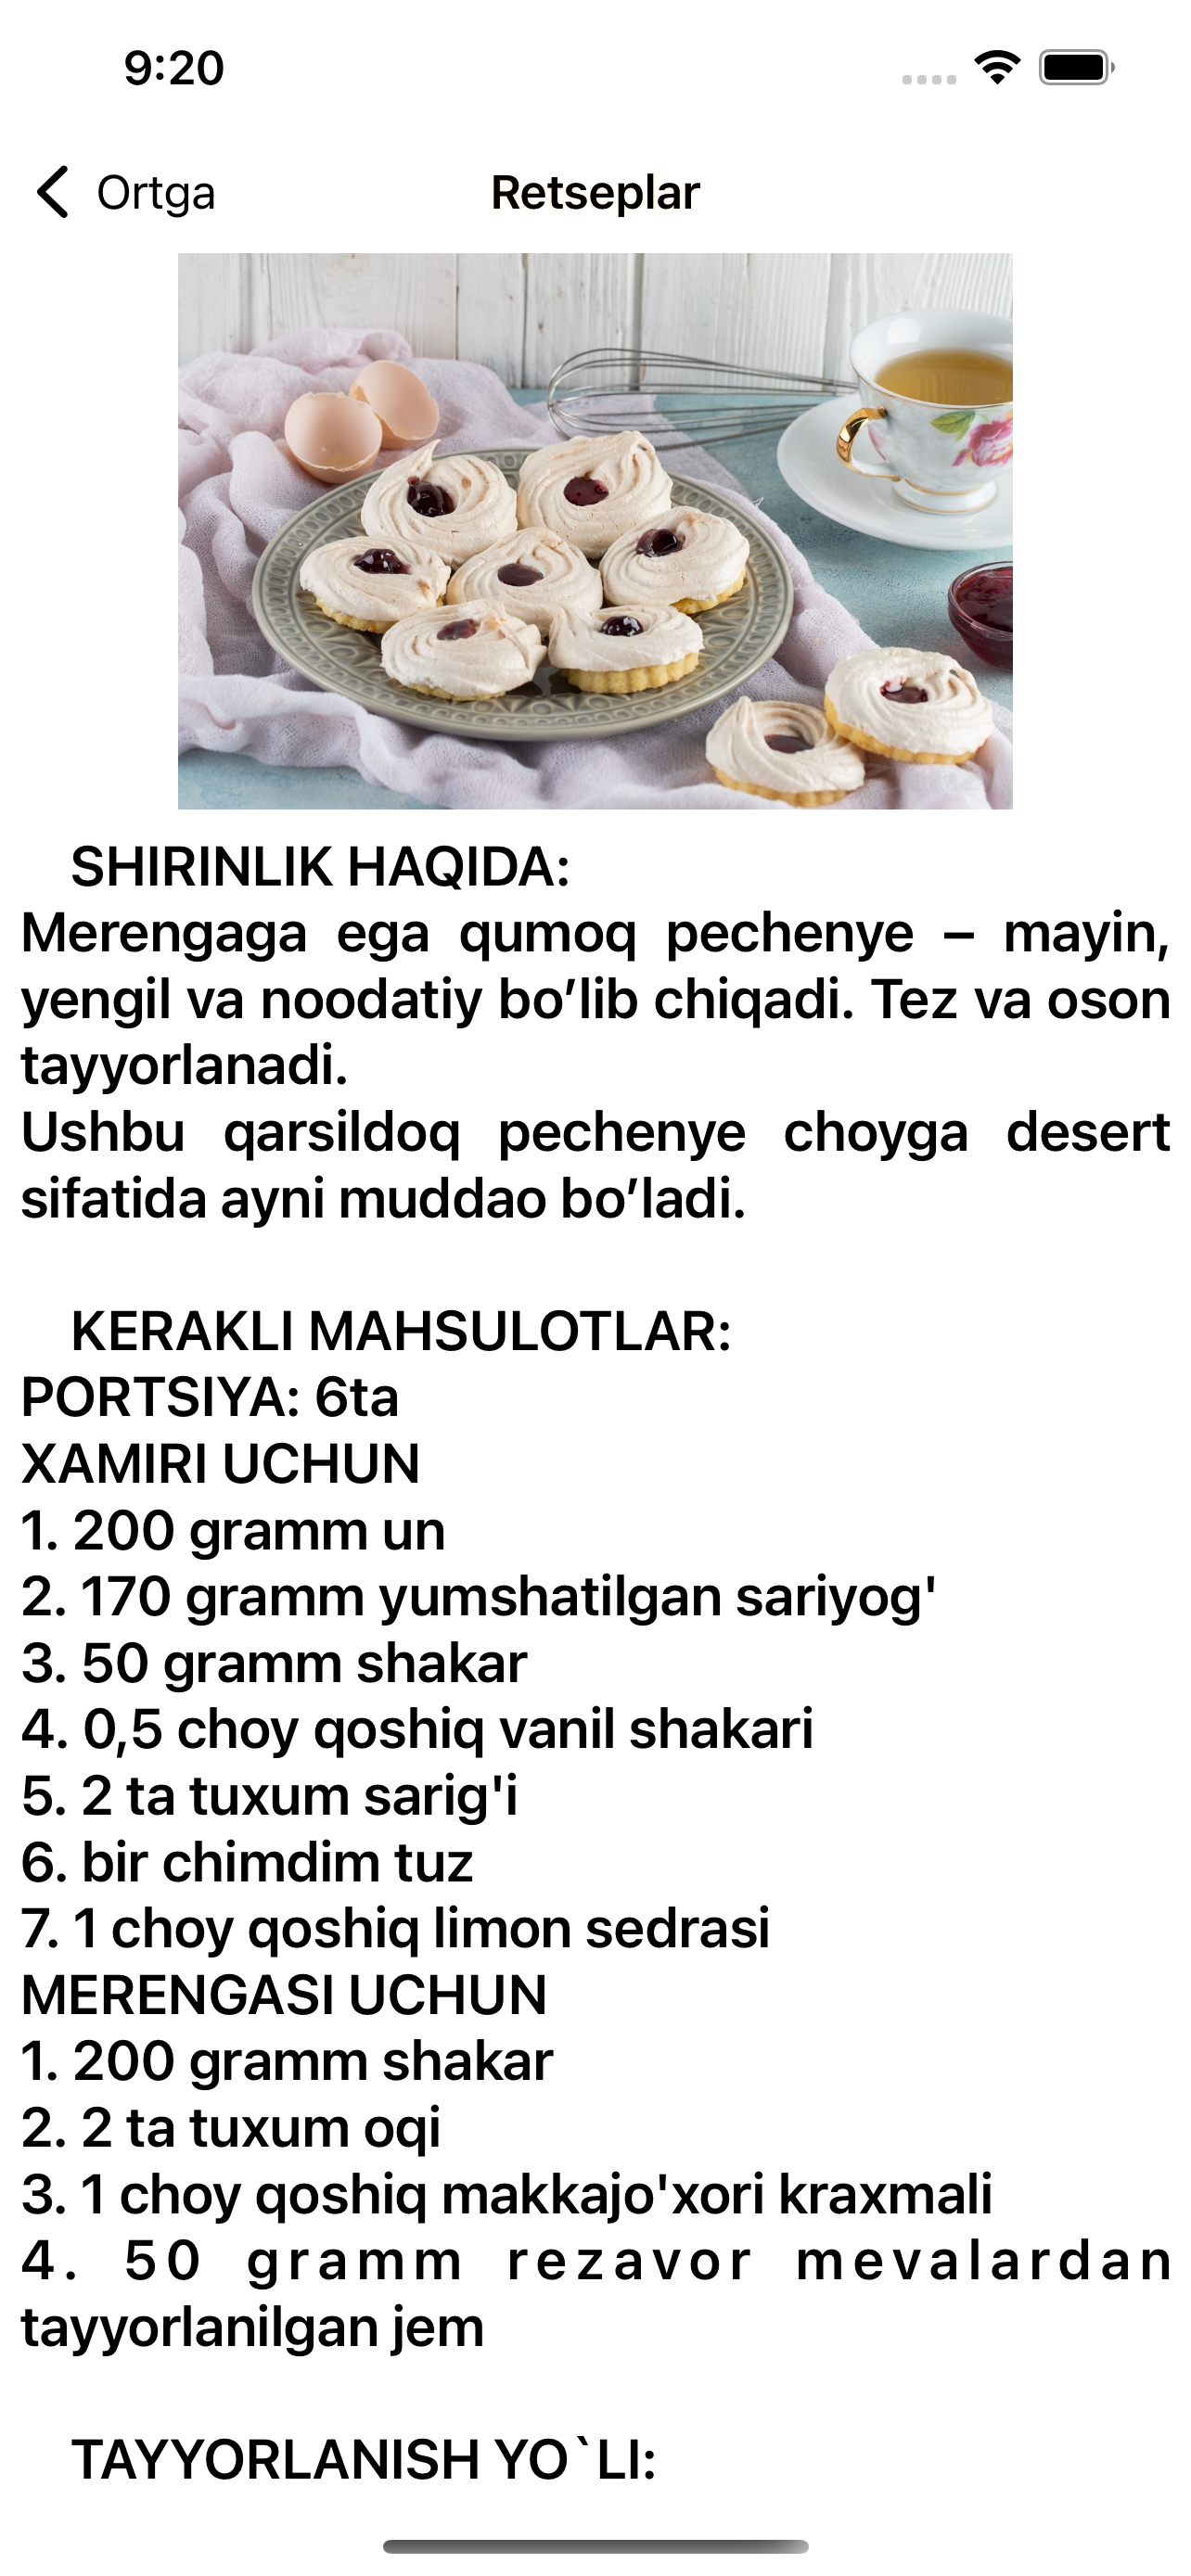 9:20
Ortga
Retseplar
SHIRINLIK HAQIDA:
Merengaga ega qumoq pechenye – mayin,
yengil va noodatiy bo’lib chiqadi. Tez va oson
tayyorlanadi.
Ushbu qarsildoq pechenye choyga desert
sifatida ayni muddao bo’ladi.
KERAKLI MAHSULOTLAR:
PORTSIYA: 6ta
XAMIRI UCHUN
1. 200 gramm un
2. 170 gramm yumshatilgan sariyog'
3. 50 gramm shakar
4. 0,5 choy qoshiq vanil shakari
5. 2 ta tuxum sarig'i
6. bir chimdim tuz
7. 1 choy qoshiq limon sedrasi
MERENGASI UCHUN
1. 200 gramm shakar
2. 2 ta tuxum oqi
3. 1 choy qoshiq makkajo'xori kraxmali
4. 50 gramm rezavor mevalardan
tayyorlanilgan jem
TAYYORLANISH YO`LI: